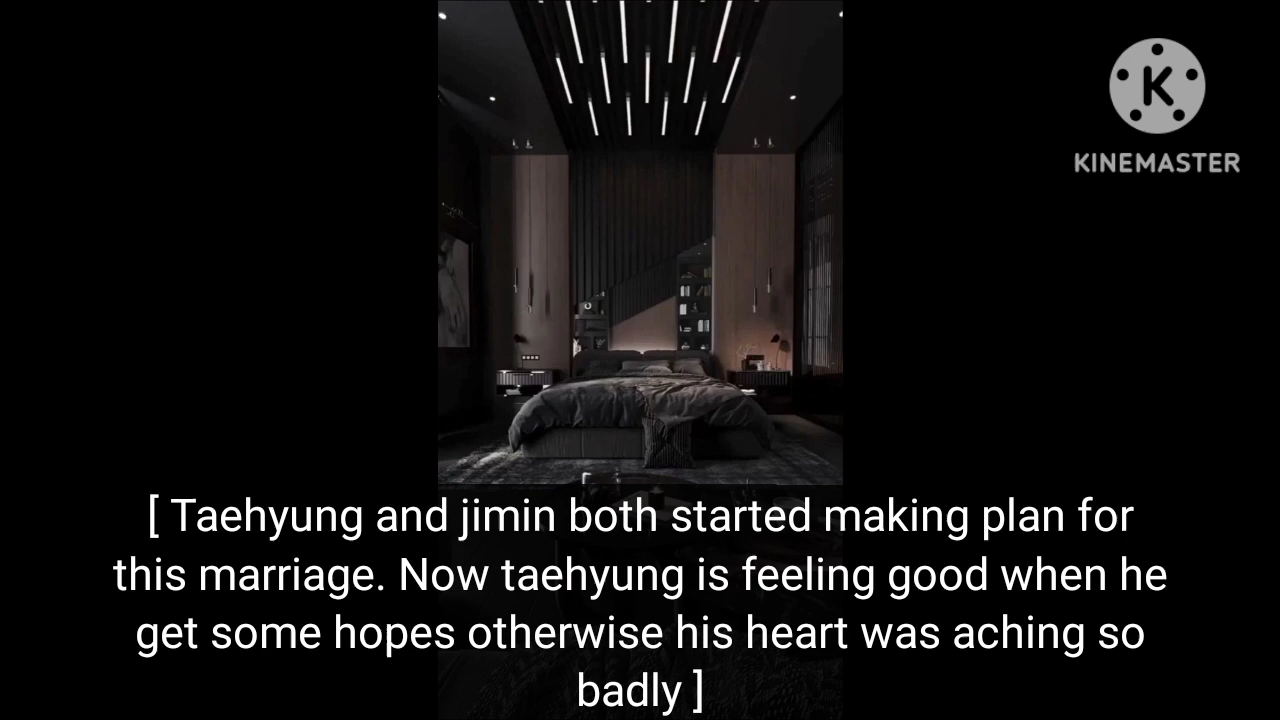 K
KINEMASTER
[ Taehyung and jimin both started making plan for
this marriage. Now taehyung is feeling good when he
get some hopes otherwise his heart was aching so
badly ]